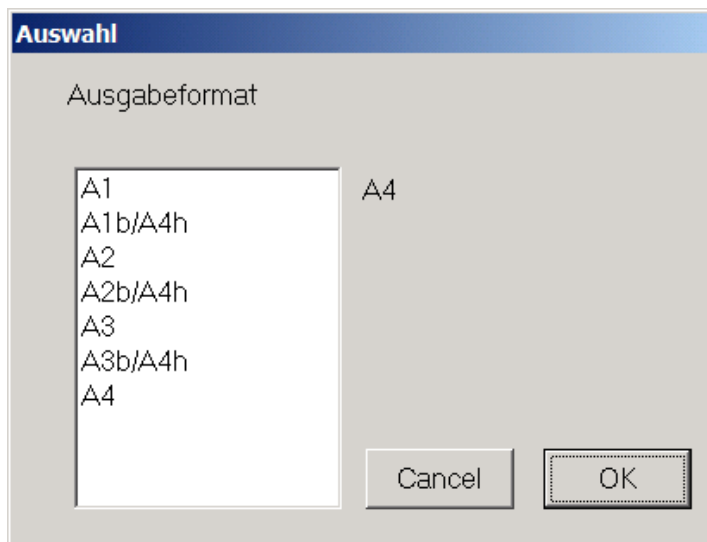 Auswahl
Ausgabeformat
A1
A1b/A4h
A2
A2b/A4h
A3
A3b/A4h
A4
A4
Cancel
OK